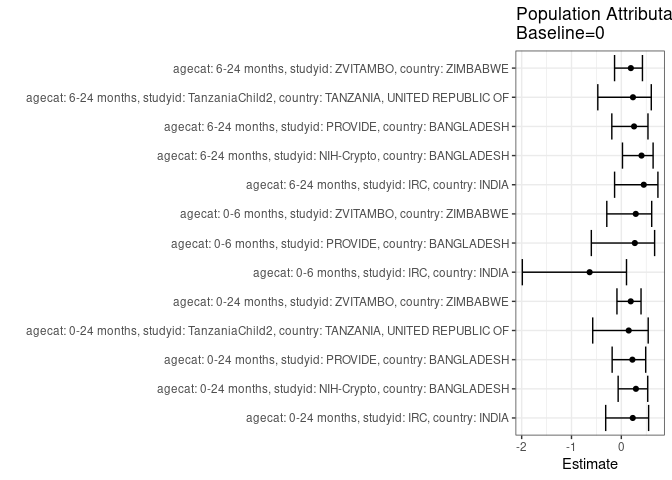 Population Attributa
Baseline=0
agecat: 6-24 months, studyid: ZVITAMBO, country: ZIMBABWE
agecat: 6-24 months, studyid: TanzaniaChild2, country: TANZANIA, UNITED REPUBLIC OF
agecat: 6-24 months, studyid: PROVIDE, country: BANGLADESH
agecat: 6-24 months, studyid: NIH-Crypto, country: BANGLADESH
agecat: 6-24 months, studyid: IRC, country: INDIA
agecat: 0-6 months, studyid: ZVITAMBO, country: ZIMBABWE
agecat: 0-6 months, studyid: PROVIDE, country: BANGLADESH
agecat: 0-6 months, studyid: IRC, country: INDIA
agecat: 0-24 months, studyid: ZVITAMBO, country: ZIMBABWE
agecat: 0-24 months, studyid: TanzaniaChild2, country: TANZANIA, UNITED REPUBLIC OF
agecat: 0-24 months, studyid: PROVIDE, country: BANGLADESH
agecat: 0-24 months, studyid: NIH-Crypto, country: BANGLADESH
agecat: 0-24 months, studyid: IRC, country: INDIA
-2 -1 0
Estimate